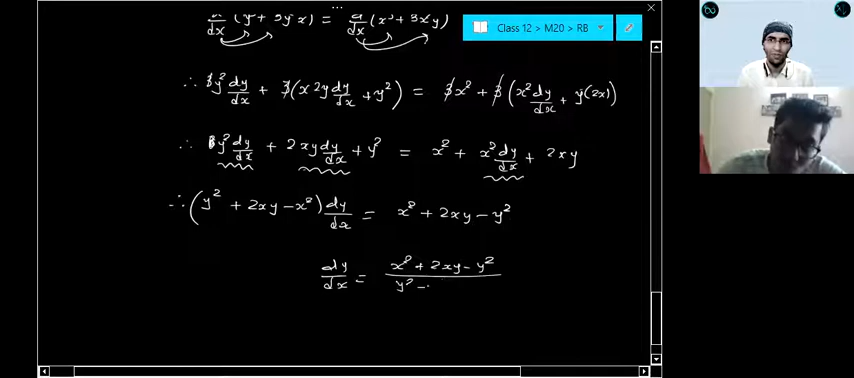 d/dx (y³ + 3y²x) = d/dx (x³ + 3x²y)
Class 12 > M20 > RB
∴ 3y² dy/dx + 3(x2y dy/dx + y²) = 3x² + 3(x² dy/dx + y(2x))
∴ y² dy/dx + 2xy dy/dx + y² = x² + x² dy/dx + 2xy
∴ (y² + 2xy − x²) dy/dx = x² + 2xy − y²
dy/dx = x² + 2xy − y² / y² −